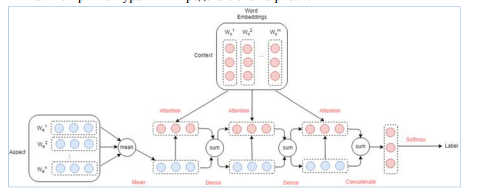 Word
Embeddings
Context
Attention
Attention
Attention
Aspect
mean
sum
sum
sum
Softmax
Label
Mean
Dense
Dense
Concatenate